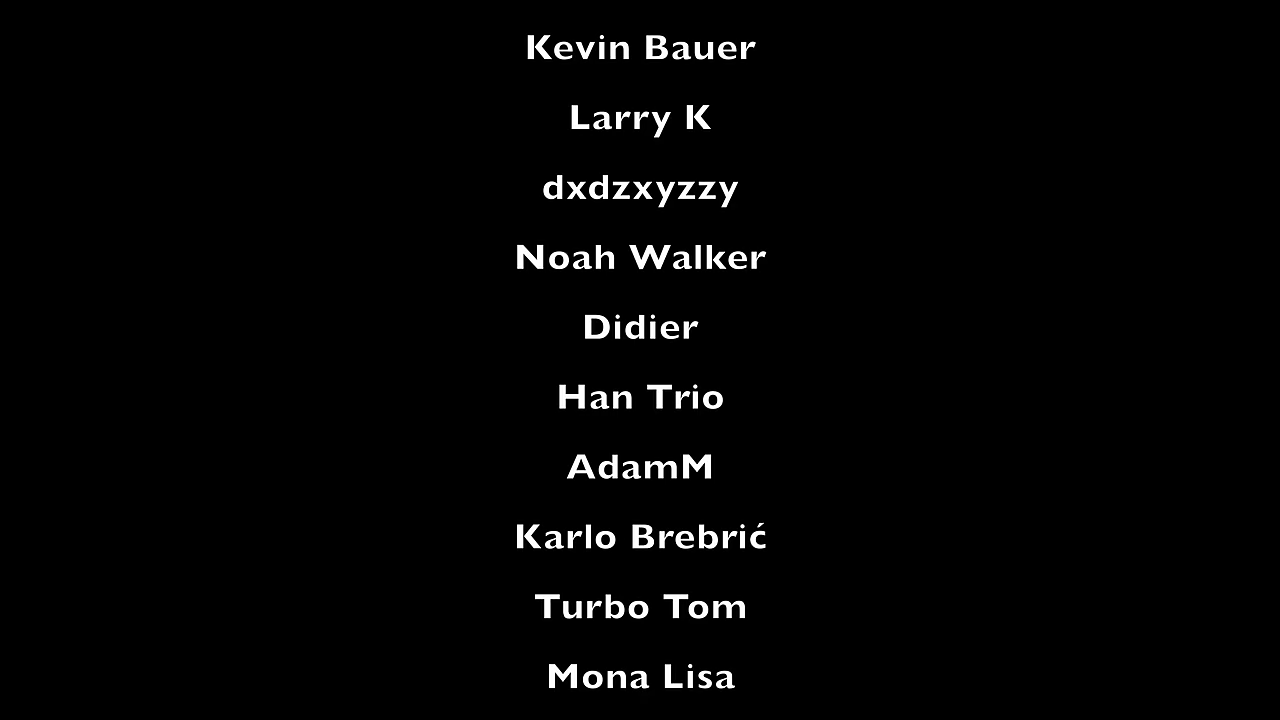 Kevin Bauer
Larry K
dxdzxyzzy
Noah Walker
Didier
Han Trio
AdamM
Karlo Brebrić
Turbo Tom
Mona Lisa